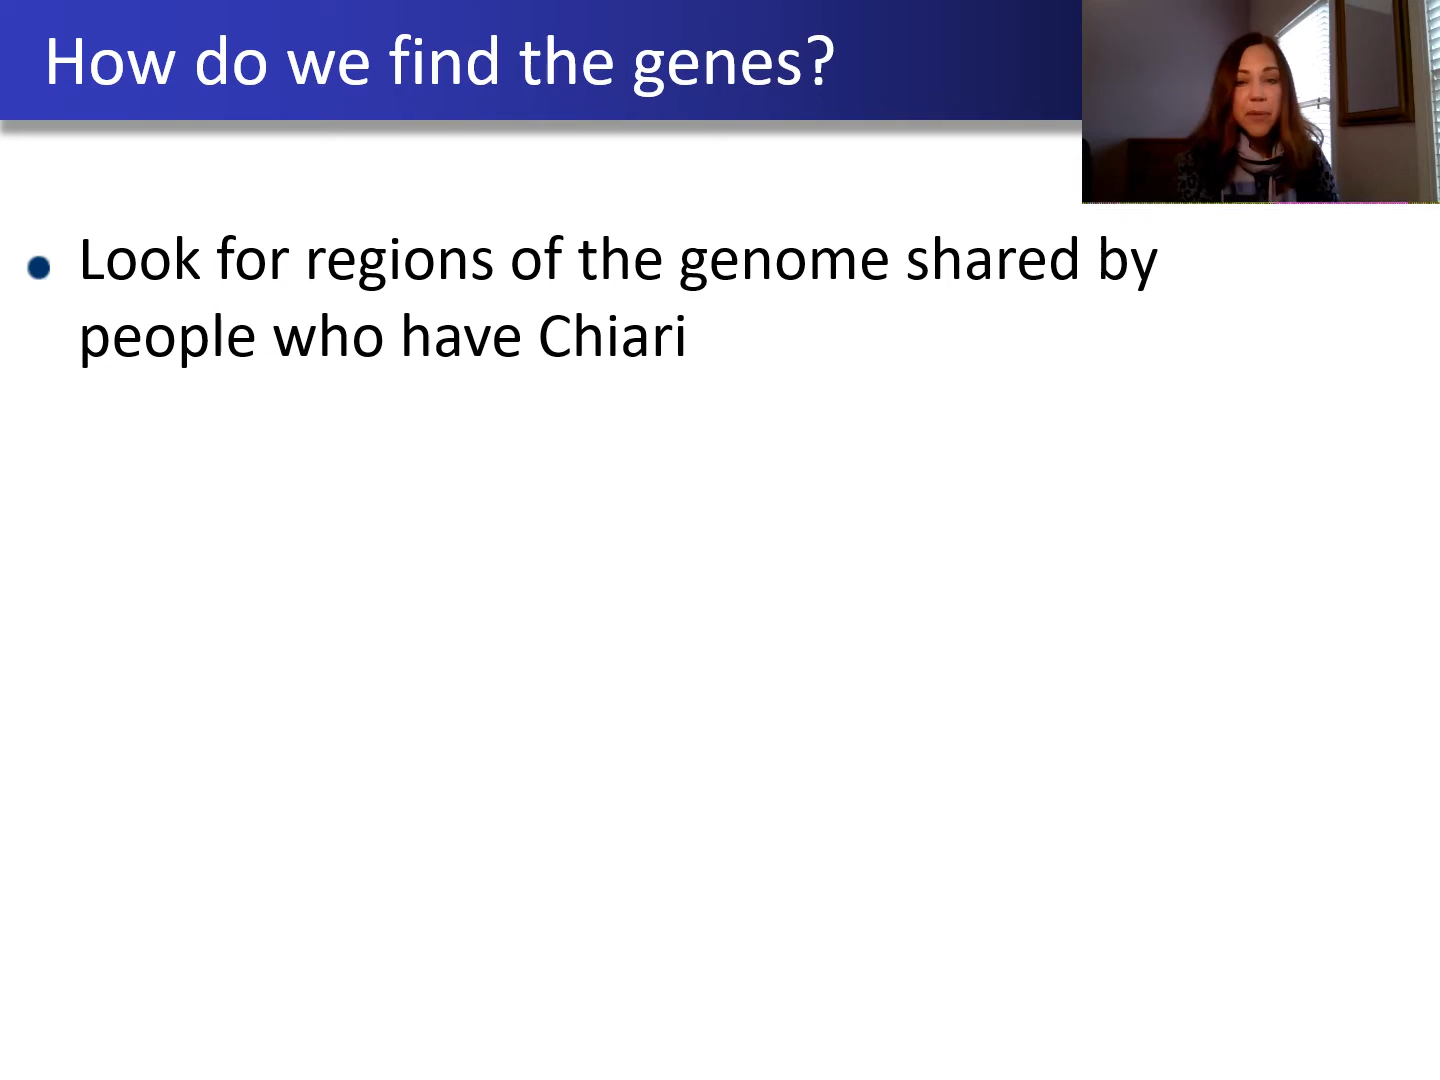 How do we find the genes?
Look for regions of the genome shared by
people who have Chiari